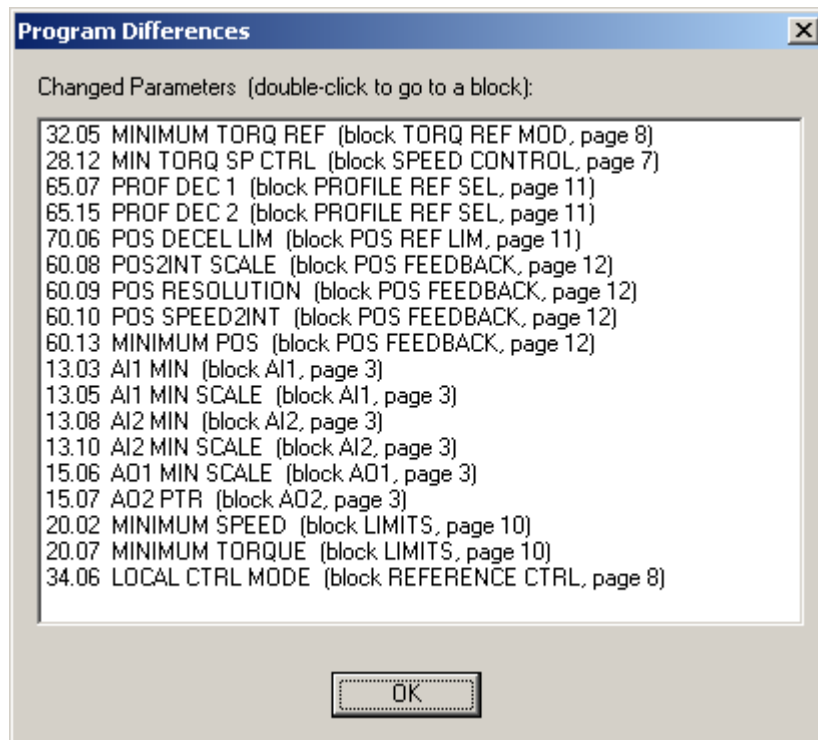 Program Differences
Changed Parameters (double-click to go to a block):
32.05 MINIMUM TORQ REF (block TORQ REF MOD, page 8)
28.12 MIN TORQ SP CTRL (block SPEED CONTROL, page 7)
65.07 PROF DEC 1 (block PROFILE REF SEL, page 11)
65.15 PROF DEC 2 (block PROFILE REF SEL, page 11)
70.06 POS DECEL LIM (block POS REF LIM, page 11)
60.08 POS2INT SCALE (block POS FEEDBACK, page 12)
60.09 POS RESOLUTION (block POS FEEDBACK, page 12)
60.10 POS SPEED2INT (block POS FEEDBACK, page 12)
60.13 MINIMUM POS (block POS FEEDBACK, page 12)
13.03 AI1 MIN (block AI1, page 3)
13.05 AI1 MIN SCALE (block AI1, page 3)
13.08 AI2 MIN (block AI2, page 3)
13.10 AI2 MIN SCALE (block AI2, page 3)
15.06 AO1 MIN SCALE (block AO1, page 3)
15.07 AO2 PTR (block AO2, page 3)
20.02 MINIMUM SPEED (block LIMITS, page 10)
20.07 MINIMUM TORQUE (block LIMITS, page 10)
34.06 LOCAL CTRL MODE (block REFERENCE CTRL, page 8)
OK